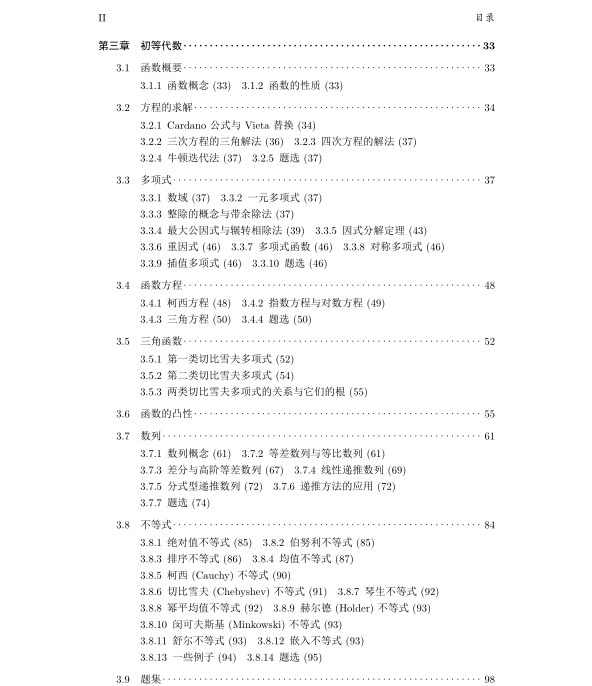 II 目录
第三章 初等代数 33
3.1 函数概要 33
3.1.1 函数概念 (33) 3.1.2 函数的性质 (33)
3.2 方程的求解 34
3.2.1 Cardano 公式与 Vieta 替换 (34)
3.2.2 三次方程的三角解法 (36) 3.2.3 四次方程的解法 (37)
3.2.4 牛顿迭代法 (37) 3.2.5 题选 (37)
3.3 多项式 37
3.3.1 数域 (37) 3.3.2 一元多项式 (37)
3.3.3 整除的概念与带余除法 (37)
3.3.4 最大公因式与辗转相除法 (39) 3.3.5 因式分解定理 (43)
3.3.6 重因式 (46) 3.3.7 多项式函数 (46) 3.3.8 对称多项式 (46)
3.3.9 插值多项式 (46) 3.3.10 题选 (46)
3.4 函数方程 48
3.4.1 柯西方程 (48) 3.4.2 指数方程与对数方程 (49)
3.4.3 三角方程 (50) 3.4.4 题选 (50)
3.5 三角函数 52
3.5.1 第一类切比雪夫多项式 (52)
3.5.2 第二类切比雪夫多项式 (54)
3.5.3 两类切比雪夫多项式的关系与它们的根 (55)
3.6 函数的凸性 55
3.7 数列 61
3.7.1 数列概念 (61) 3.7.2 等差数列与等比数列 (61)
3.7.3 差分与高阶等差数列 (67) 3.7.4 线性递推数列 (69)
3.7.5 分式型递推数列 (72) 3.7.6 递推方法的应用 (72)
3.7.7 题选 (74)
3.8 不等式 84
3.8.1 绝对值不等式 (85) 3.8.2 伯努利不等式 (85)
3.8.3 排序不等式 (86) 3.8.4 均值不等式 (87)
3.8.5 柯西 (Cauchy) 不等式 (90)
3.8.6 切比雪夫 (Chebyshev) 不等式 (91) 3.8.7 琴生不等式 (92)
3.8.8 幂平均值不等式 (92) 3.8.9 赫尔德 (Holder) 不等式 (93)
3.8.10 闵可夫斯基 (Minkowski) 不等式 (93)
3.8.11 舒尔不等式 (93) 3.8.12 嵌入不等式 (93)
3.8.13 一些例子 (94) 3.8.14 题选 (95)
3.9 题集 98